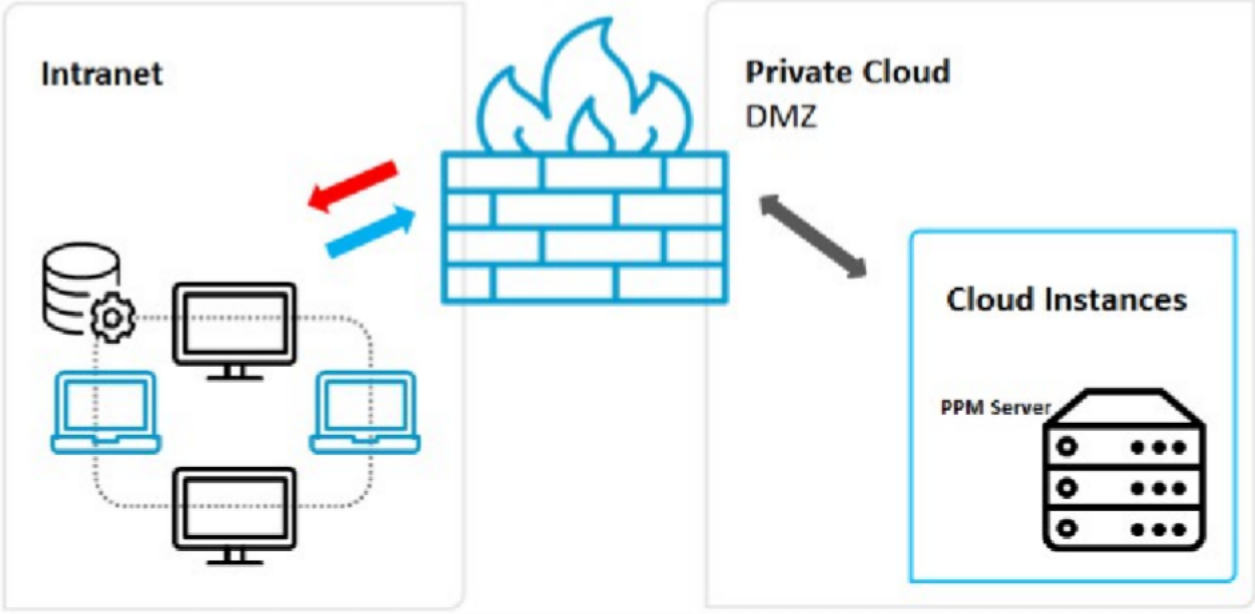 Intranet
Private Cloud
DMZ
Cloud Instances
PPM Server